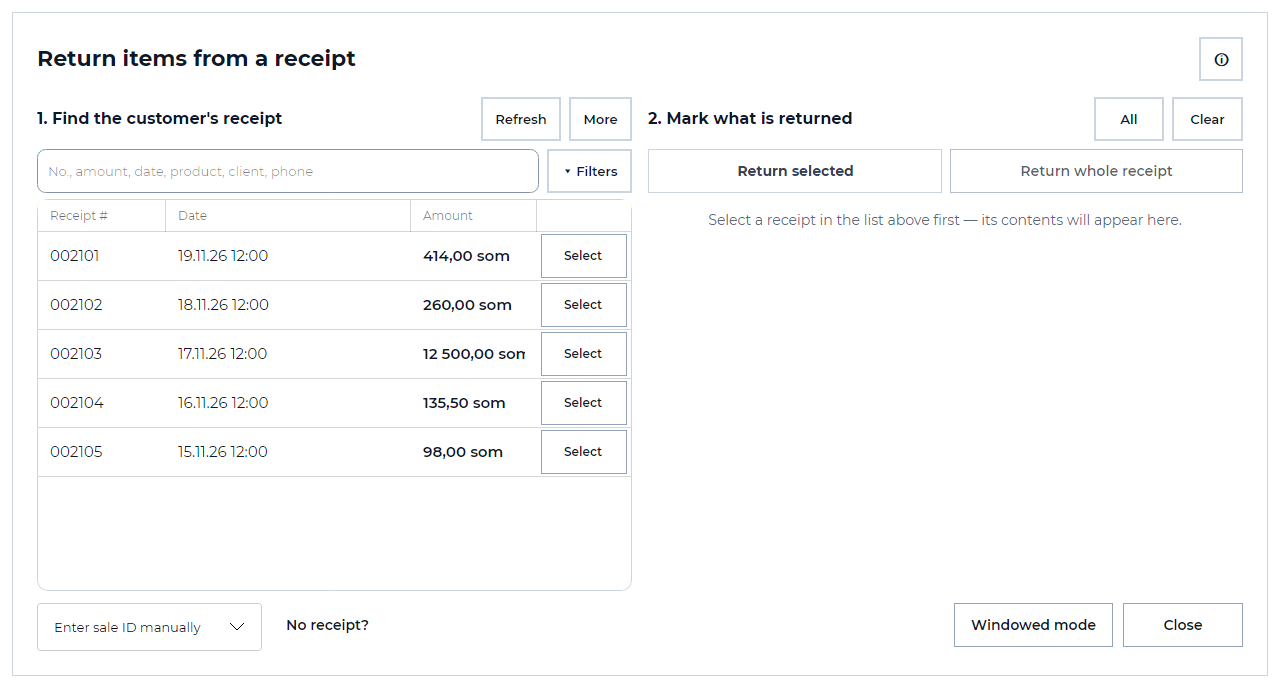 Return items from a receipt
1. Find the customer's receipt
Refresh
More
No., amount, date, product, client, phone
Filters
Receipt # Date Amount
002101 19.11.26 12:00 414,00 som Select
002102 18.11.26 12:00 260,00 som Select
002103 17.11.26 12:00 12 500,00 som Select
002104 16.11.26 12:00 135,50 som Select
002105 15.11.26 12:00 98,00 som Select
Enter sale ID manually
No receipt?
2. Mark what is returned
All
Clear
Return selected
Return whole receipt
Select a receipt in the list above first — its contents will appear here.
Windowed mode
Close